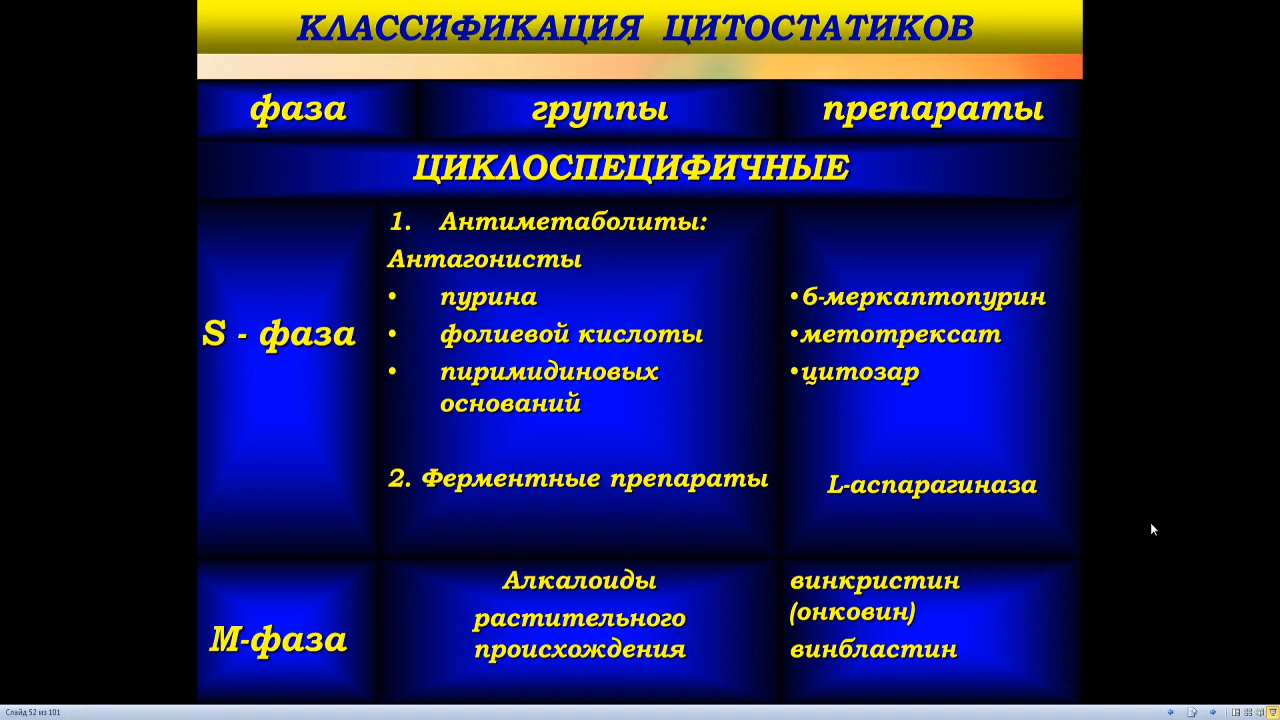 КЛАССИФИКАЦИЯ ЦИТОСТАТИКОВ
фаза группы препараты
ЦИКЛОСПЕЦИФИЧНЫЕ
S - фаза
1. Антиметаболиты:
Антагонисты
• пурина
• фолиевой кислоты
• пиримидиновых
оснований
2. Ферментные препараты
•6-меркаптопурин
•метотрексат
•цитозар
L-аспарагиназа
М-фаза
Алкалоиды
растительного
происхождения
винкристин
(онковин)
винбластин
Слайд 52 из 101